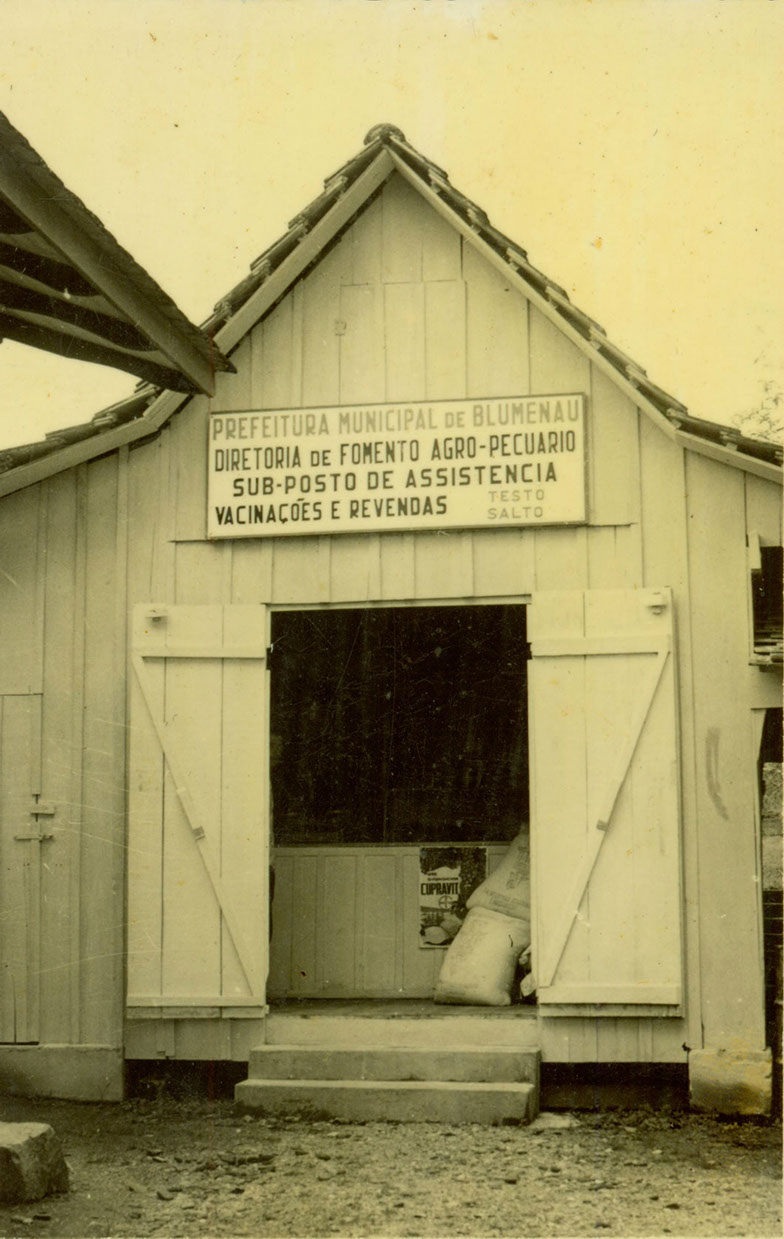 PREFEITURA MUNICIPAL DE BLUMENAU
DIRETORIA DE FOMENTO AGRO-PECUARIO
SUB-POSTO DE ASSISTENCIA
VACINAÇÕES E REVENDAS TESTO SALTO
CUPRAVIT